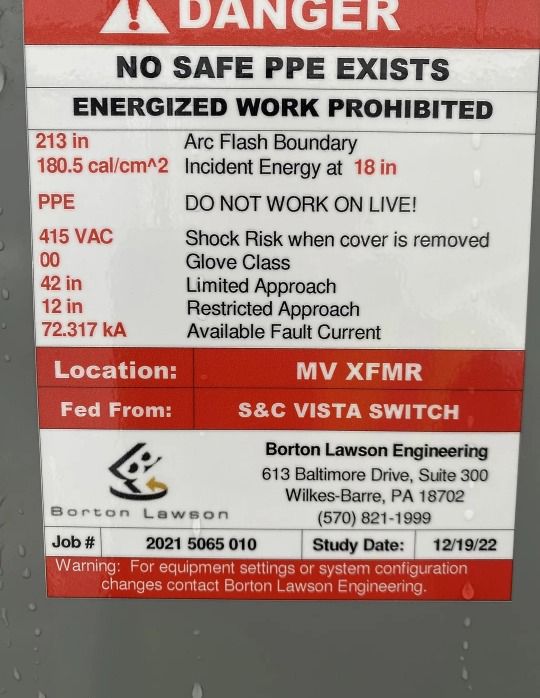 DANGER
NO SAFE PPE EXISTS
ENERGIZED WORK PROHIBITED
213 in Arc Flash Boundary
180.5 cal/cm^2 Incident Energy at 18 in
PPE DO NOT WORK ON LIVE!
415 VAC Shock Risk when cover is removed
00 Glove Class
42 in Limited Approach
12 in Restricted Approach
72.317 kA Available Fault Current
Location: MV XFMR
Fed From: S&C VISTA SWITCH
Borton Lawson Engineering
613 Baltimore Drive, Suite 300
Wilkes-Barre, PA 18702
(570) 821-1999
Borton Lawson
Job # 2021 5065 010 Study Date: 12/19/22
Warning: For equipment settings or system configuration
changes contact Borton Lawson Engineering.